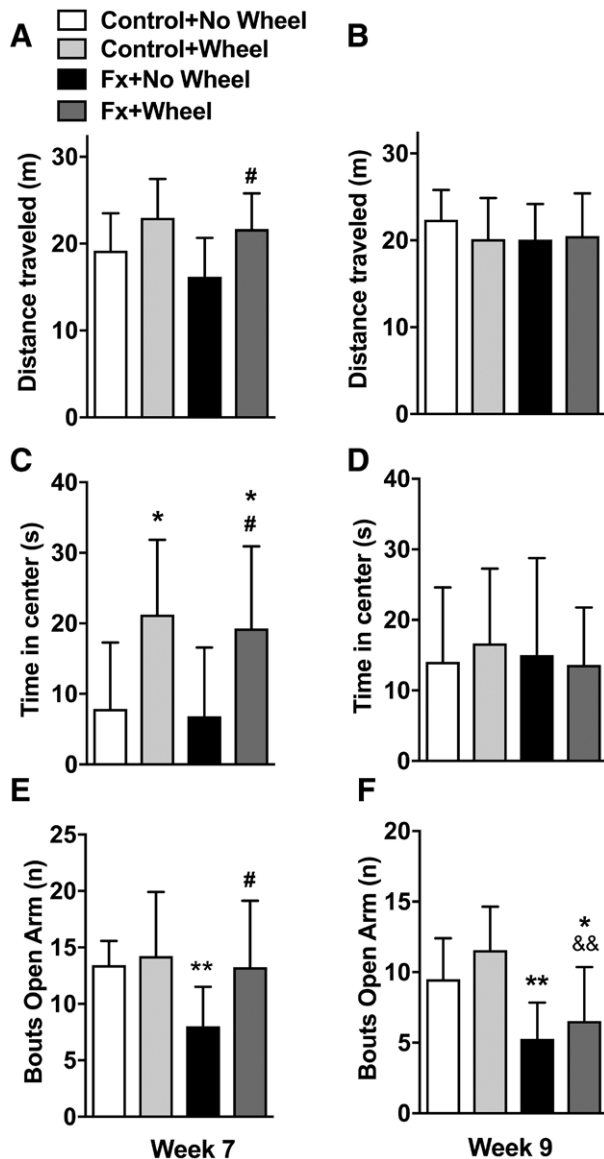 A
Control+No Wheel
Control+Wheel
Fx+No Wheel
Fx+Wheel
B
Distance traveled (m)
30
20
10
0
#
Distance traveled (m)
30
20
10
0
C
Time in center (s)
40
30
20
10
0
*
*
#
D
Time in center (s)
40
30
20
10
0
E
Bouts Open Arm (n)
25
20
15
10
5
0
**
#
Week 7
F
Bouts Open Arm (n)
20
15
10
5
0
**
*
&&
Week 9